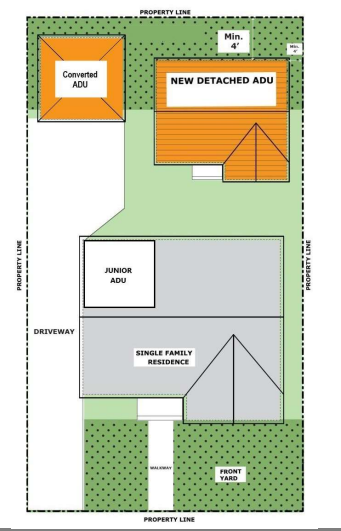 PROPERTY LINE
Min.
4'
Min.
4'
Converted
ADU
NEW DETACHED ADU
PROPERTY LINE
PROPERTY LINE
JUNIOR
ADU
DRIVEWAY
SINGLE FAMILY
RESIDENCE
WALKWAY
FRONT
YARD
PROPERTY LINE